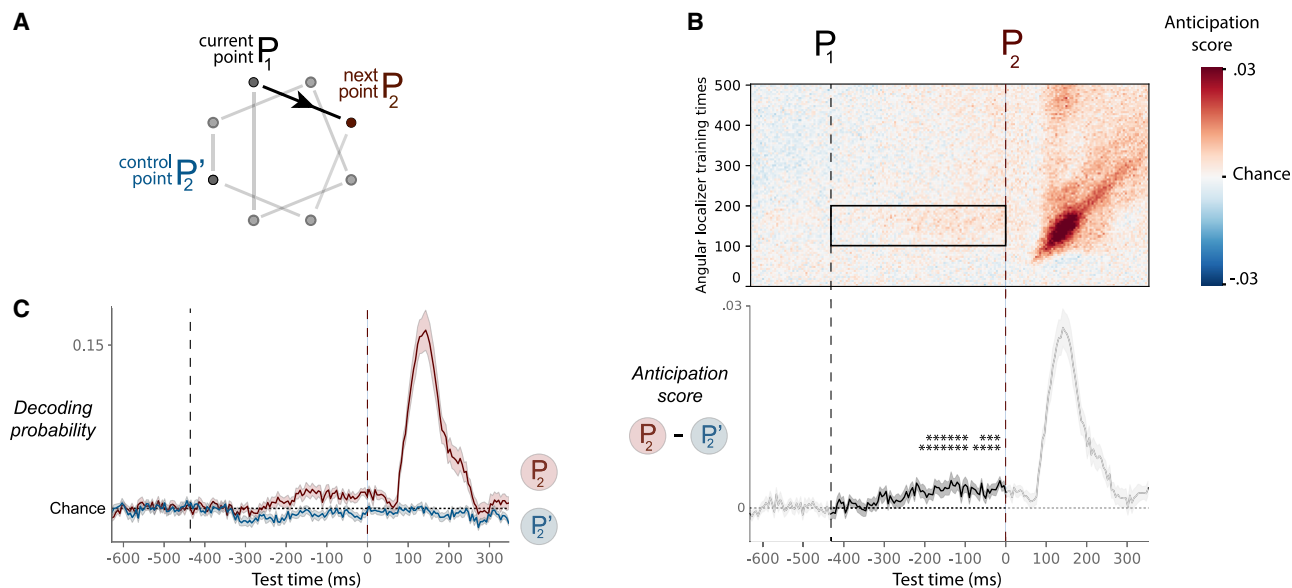 A
current
point P1
next
point P2
control
point P2'
B
P1
P2
Anticipation
score
.03
Chance
-.03
Angular localizer training times
500
400
300
200
100
0
C
0.15
Decoding
probability
Chance
P2
P2'
-600 -500 -400 -300 -200 -100 0 100 200 300
Test time (ms)
.03
Anticipation
score
P2 - P2'
0
****** ***
******* ****
-600 -500 -400 -300 -200 -100 0 100 200 300
Test time (ms)